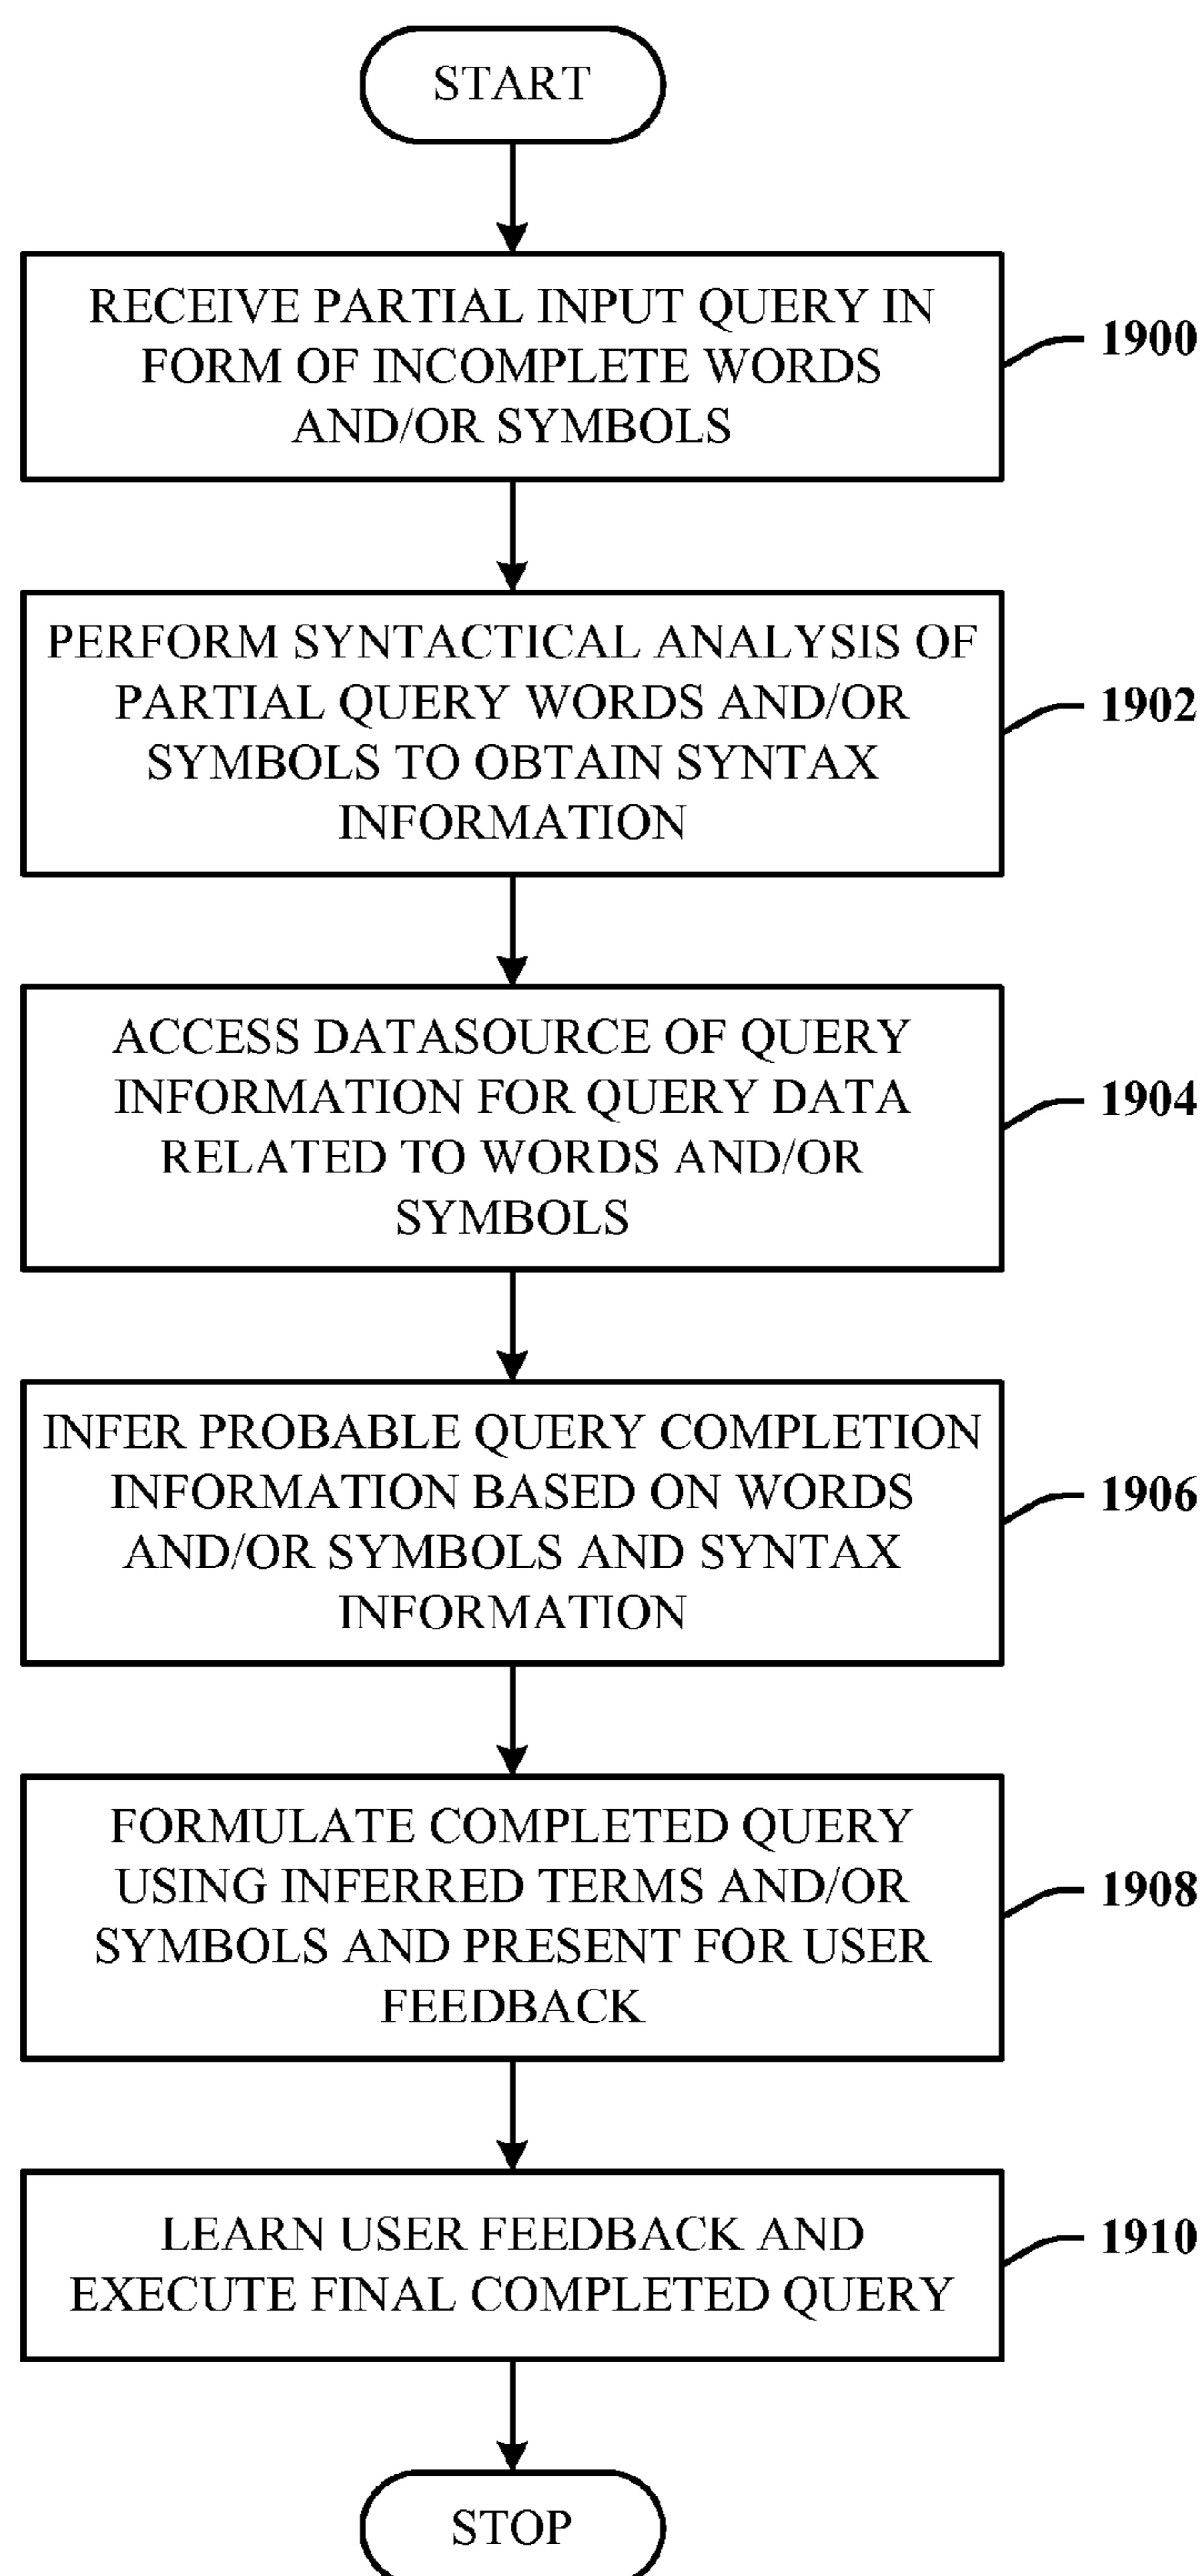 START
RECEIVE PARTIAL INPUT QUERY IN
FORM OF INCOMPLETE WORDS
AND/OR SYMBOLS
1900
PERFORM SYNTACTICAL ANALYSIS OF
PARTIAL QUERY WORDS AND/OR
SYMBOLS TO OBTAIN SYNTAX
INFORMATION
1902
ACCESS DATASOURCE OF QUERY
INFORMATION FOR QUERY DATA
RELATED TO WORDS AND/OR
SYMBOLS
1904
INFER PROBABLE QUERY COMPLETION
INFORMATION BASED ON WORDS
AND/OR SYMBOLS AND SYNTAX
INFORMATION
1906
FORMULATE COMPLETED QUERY
USING INFERRED TERMS AND/OR
SYMBOLS AND PRESENT FOR USER
FEEDBACK
1908
LEARN USER FEEDBACK AND
EXECUTE FINAL COMPLETED QUERY
1910
STOP